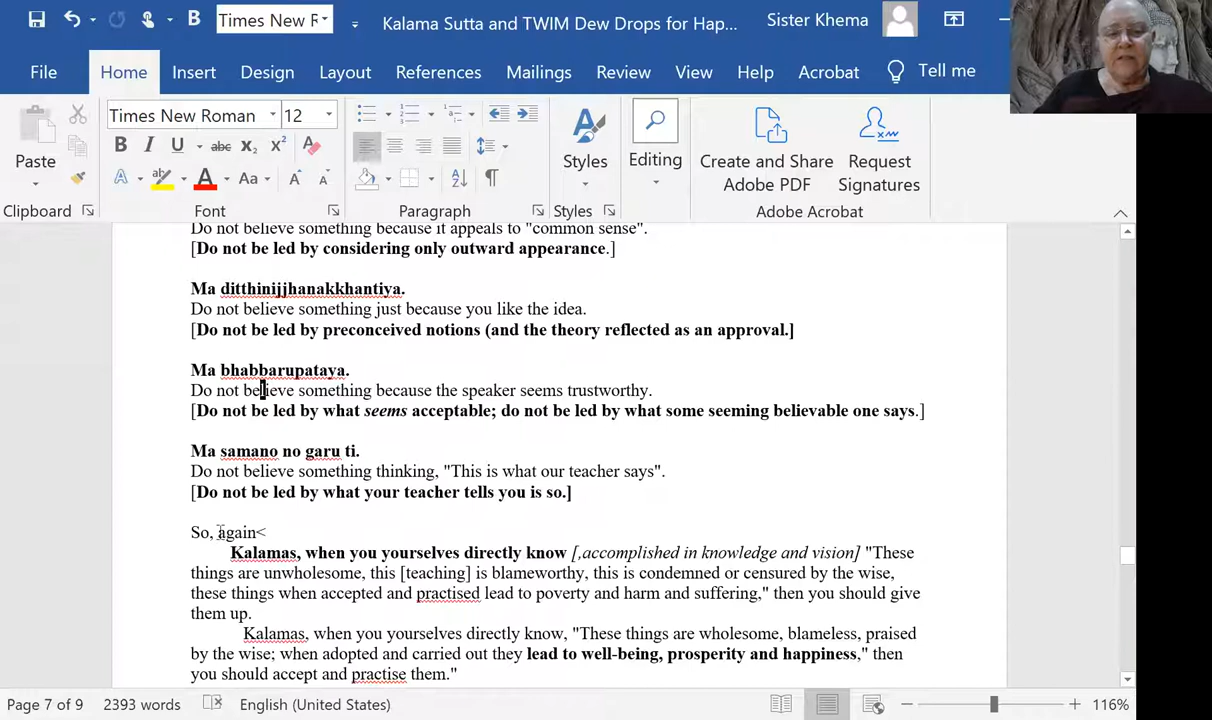 Times New R
Kalama Sutta and TWIM Dew Drops for Hap...
Sister Khema
File Home Insert Design Layout References Mailings Review View Help Acrobat Tell me
Times New Roman 12
Paste
Styles
Editing
Create and Share Adobe PDF
Request Signatures
Clipboard Font Paragraph Styles Adobe Acrobat
Do not believe something because it appeals to "common sense".
[Do not be led by considering only outward appearance.]
Ma ditthinijjhanakkhantiya.
Do not believe something just because you like the idea.
[Do not be led by preconceived notions (and the theory reflected as an approval.]
Ma bhabbarupataya.
Do not believe something because the speaker seems trustworthy.
[Do not be led by what seems acceptable; do not be led by what some seeming believable one says.]
Ma samano no garu ti.
Do not believe something thinking, "This is what our teacher says".
[Do not be led by what your teacher tells you is so.]
So, again<
Kalamas, when you yourselves directly know [,accomplished in knowledge and vision] "These
things are unwholesome, this [teaching] is blameworthy, this is condemned or censured by the wise,
these things when accepted and practised lead to poverty and harm and suffering," then you should give
them up.
Kalamas, when you yourselves directly know, "These things are wholesome, blameless, praised
by the wise; when adopted and carried out they lead to well-being, prosperity and happiness," then
you should accept and practise them."
Page 7 of 9 2393 words English (United States) 116%